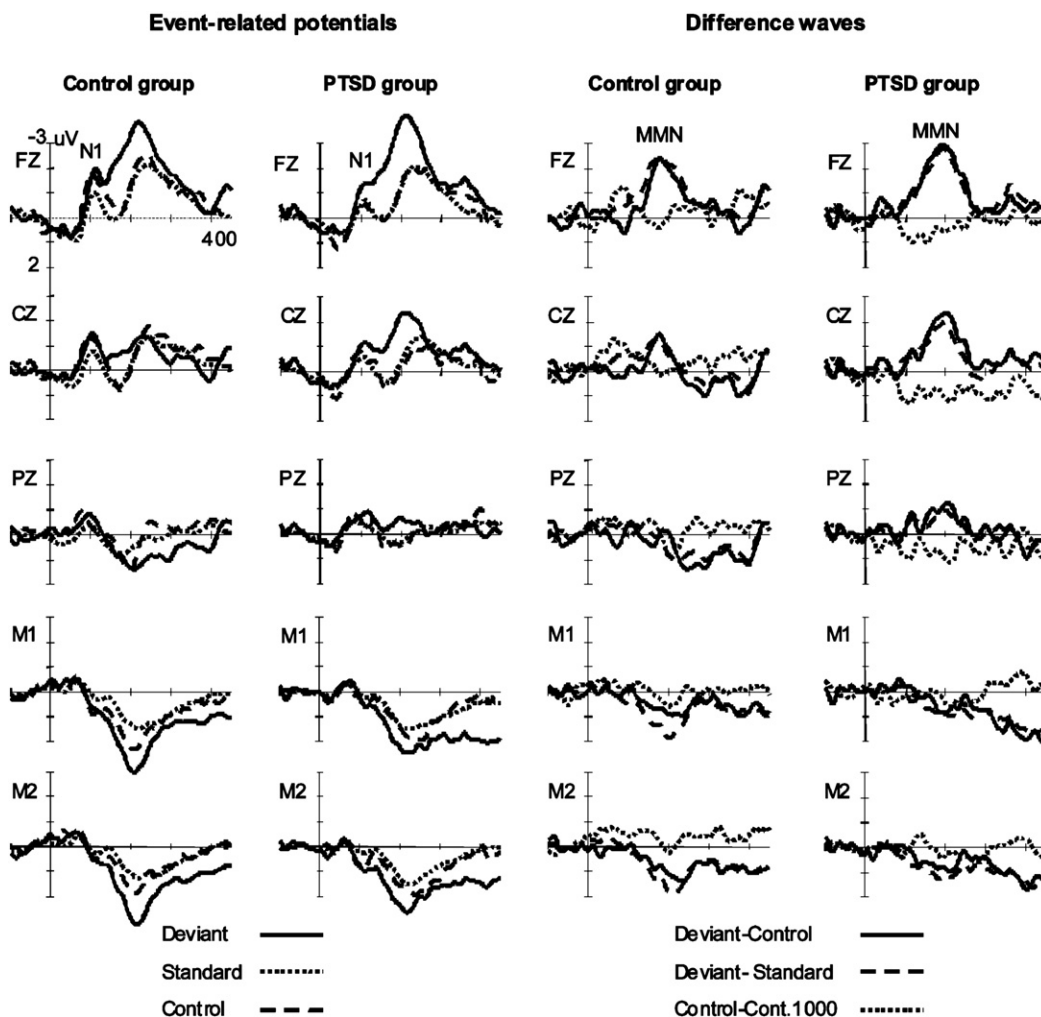 Event-related potentials Difference waves
Control group PTSD group Control group PTSD group
-3 uV
FZ N1 FZ N1 FZ MMN FZ MMN
400
2
CZ CZ CZ CZ
PZ PZ PZ PZ
M1 M1 M1 M1
M2 M2 M2 M2
Deviant Deviant-Control
Standard Deviant- Standard
Control Control-Cont.1000